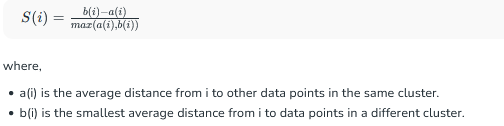 S(i) = b(i)−a(i) / max(a(i),b(i))
where,
• a(i) is the average distance from i to other data points in the same cluster.
• b(i) is the smallest average distance from i to data points in a different cluster.